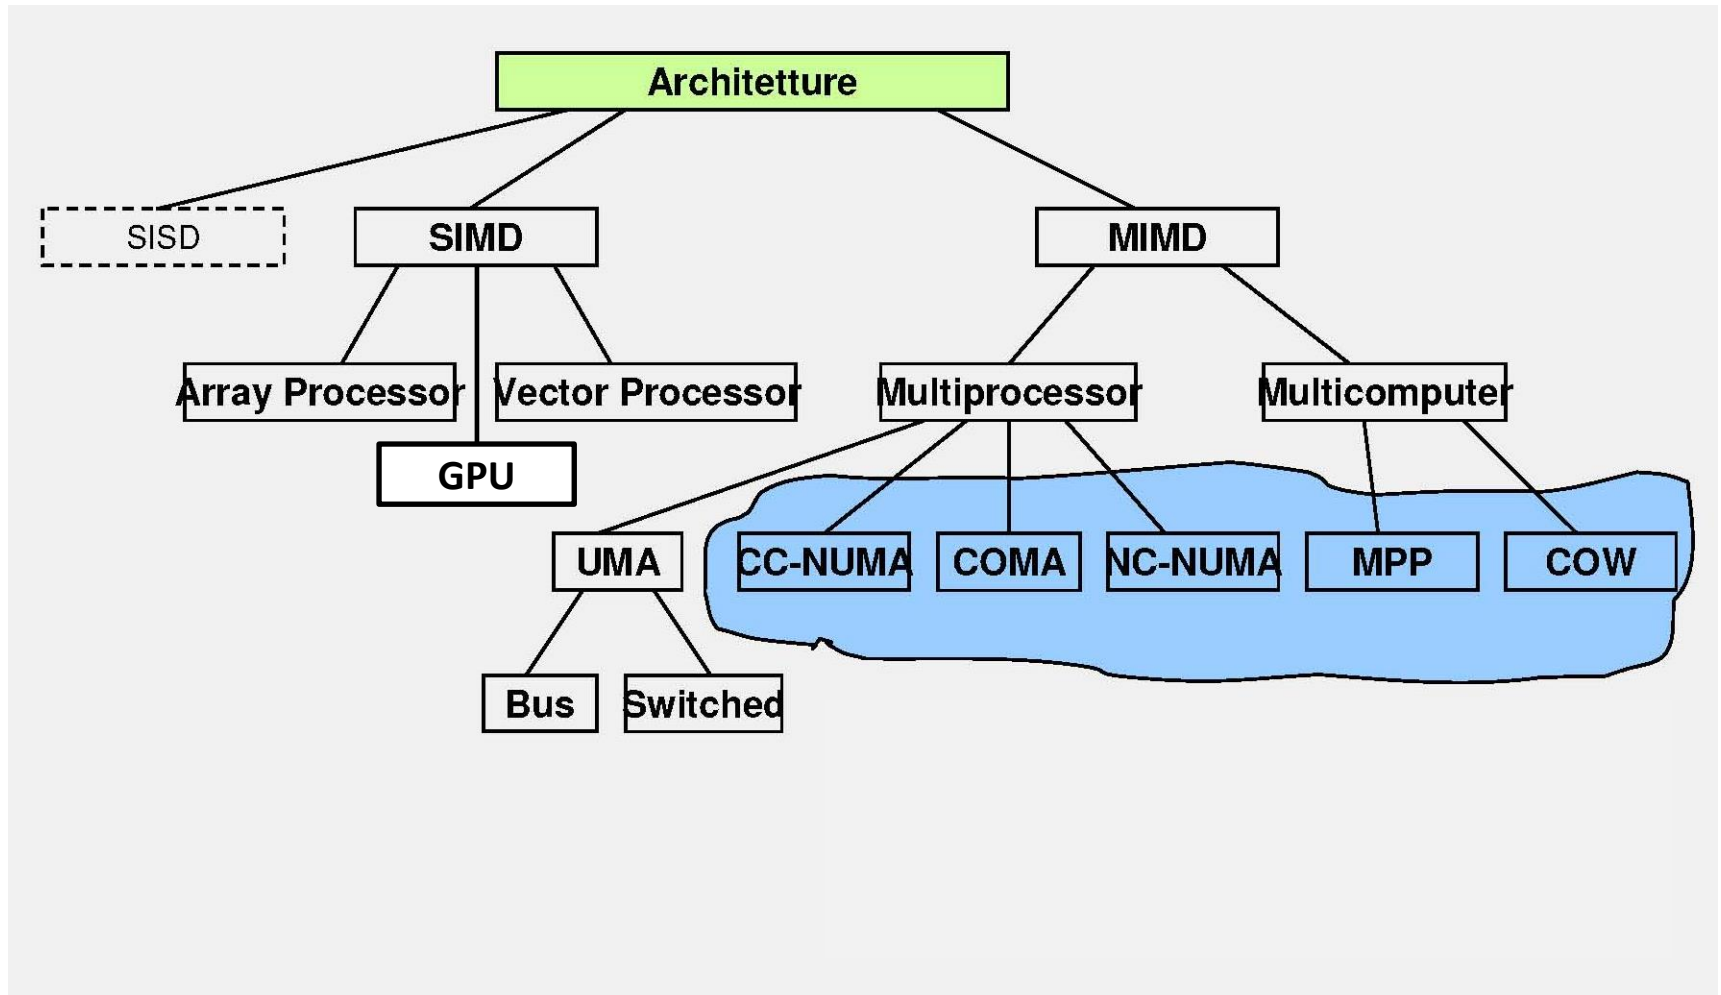 Architetture
SISD
SIMD
MIMD
Array Processor
Vector Processor
Multiprocessor
Multicomputer
GPU
UMA
CC-NUMA
COMA
NC-NUMA
MPP
COW
Bus
Switched